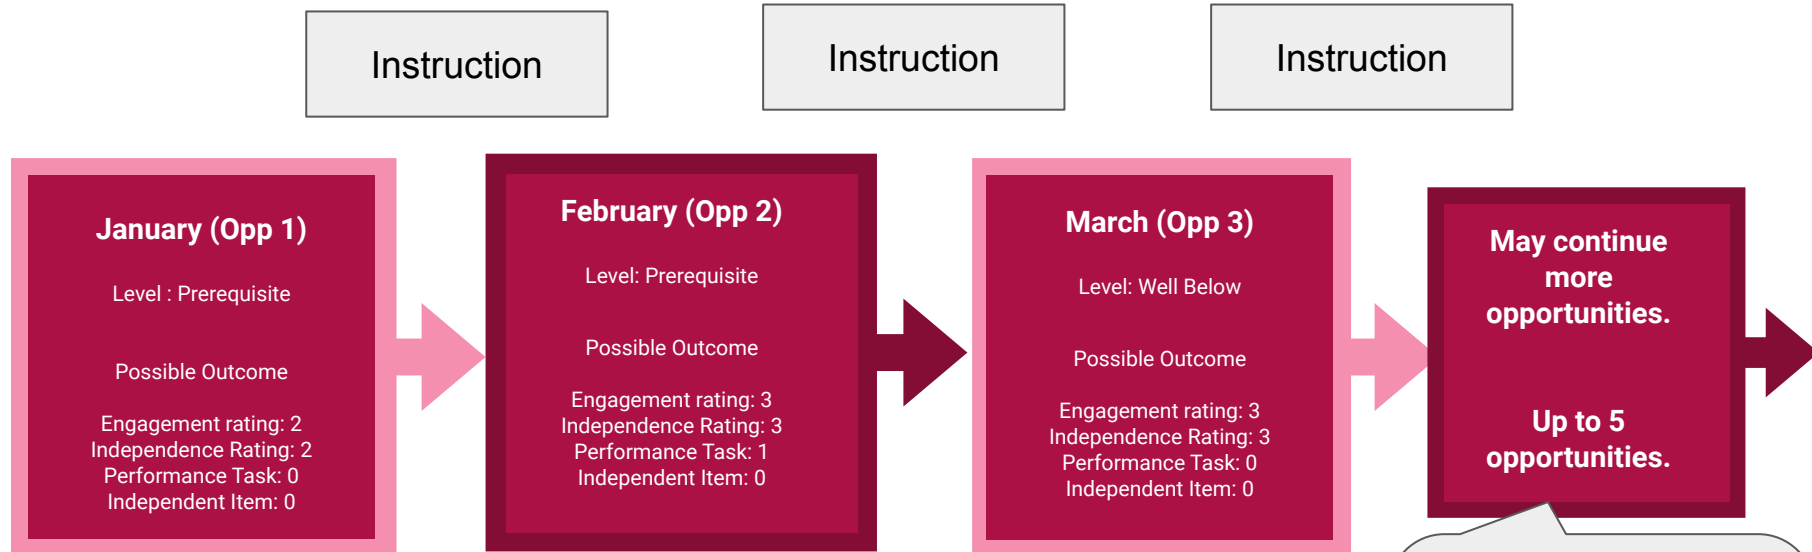 Instruction
Instruction
Instruction
January (Opp 1)
Level : Prerequisite
Possible Outcome
Engagement rating: 2
Independence Rating: 2
Performance Task: 0
Independent Item: 0
February (Opp 2)
Level: Prerequisite
Possible Outcome
Engagement rating: 3
Independence Rating: 3
Performance Task: 1
Independent Item: 0
March (Opp 3)
Level: Well Below
Possible Outcome
Engagement rating: 3
Independence Rating: 3
Performance Task: 0
Independent Item: 0
May continue
more
opportunities.
Up to 5
opportunities.